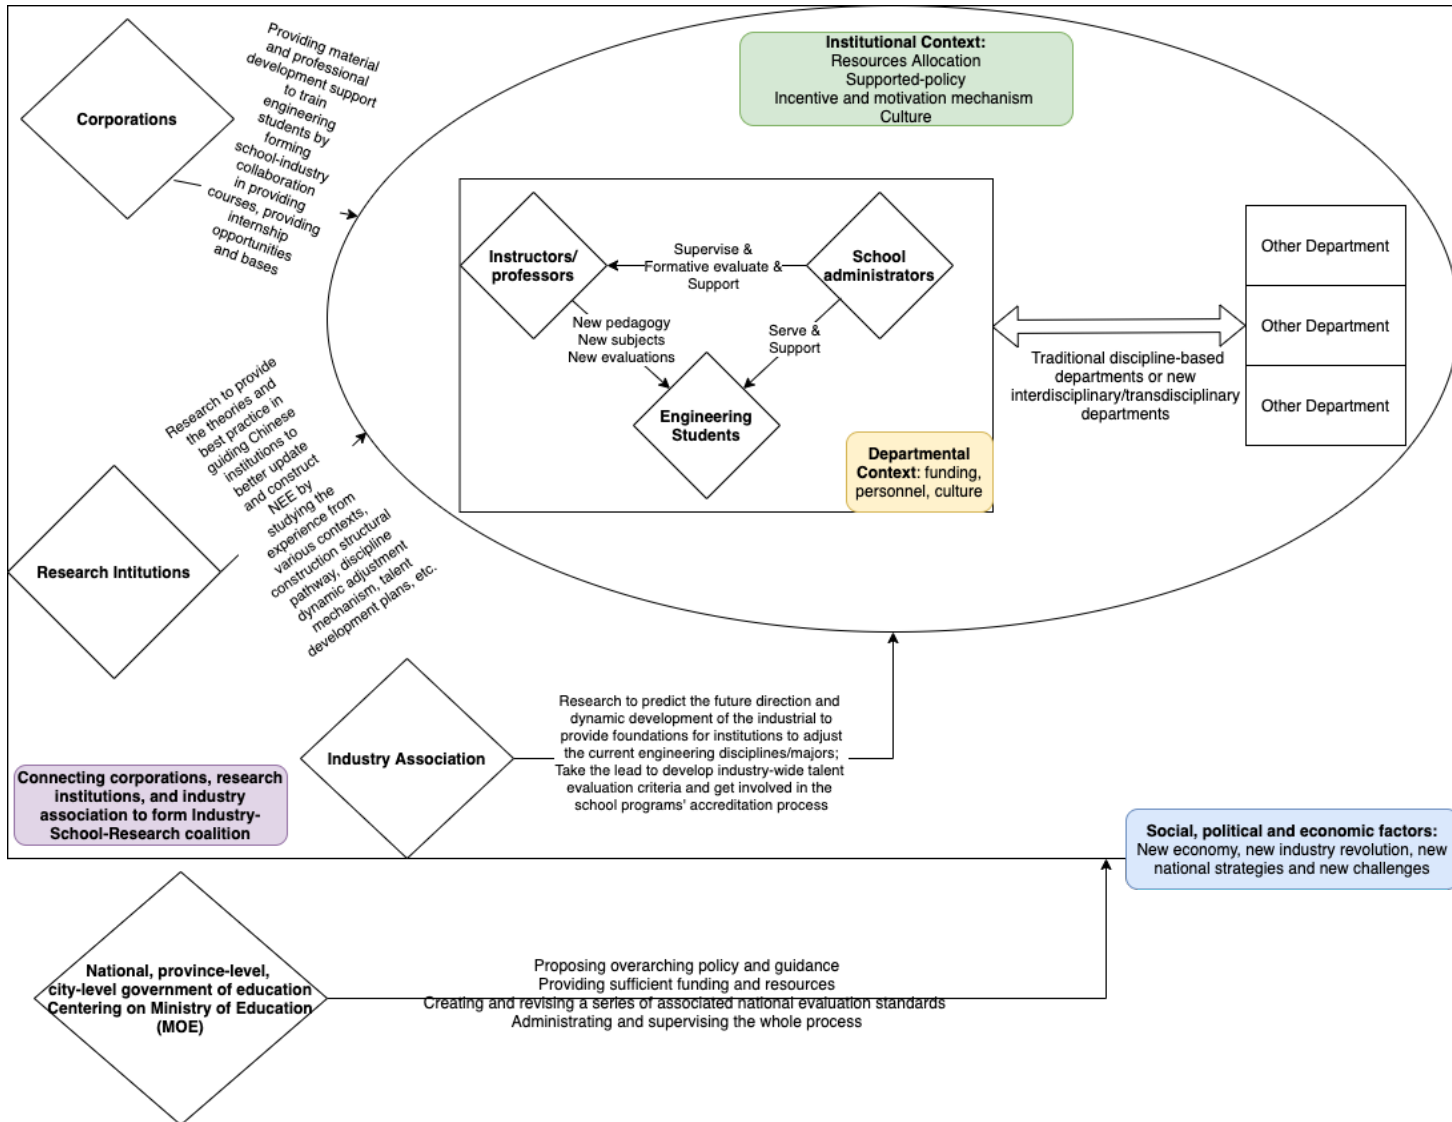 Corporations
Providing material
and professional
development support
to train
engineering
students by
forming
school-industry
collaboration
in providing
courses, providing
internship
opportunities
and bases
Institutional Context:
Resources Allocation
Supported-policy
Incentive and motivation mechanism
Culture
Instructors/
professors
Supervise &
Formative evaluate &
Support
School
administrators
New pedagogy
New subjects
New evaluations
Serve &
Support
Engineering
Students
Departmental
Context: funding,
personnel, culture
Traditional discipline-based
departments or new
interdisciplinary/transdisciplinary
departments
Other Department
Other Department
Other Department
Research Intitutions
Research to provide
the theories and
best practice in
guiding Chinese
institutions to
better update
and construct
NEE by
studying the
experience from
various contexts,
construction structural
pathway, discipline
dynamic adjustment
mechanism, talent
development plans, etc.
Industry Association
Research to predict the future direction and
dynamic development of the industrial to
provide foundations for institutions to adjust
the current engineering disciplines/majors;
Take the lead to develop industry-wide talent
evaluation criteria and get involved in the
school programs' accreditation process
Connecting corporations, research
institutions, and industry
association to form Industry-
School-Research coalition
Social, political and economic factors:
New economy, new industry revolution, new
national strategies and new challenges
National, province-level,
city-level government of education
Centering on Ministry of Education
(MOE)
Proposing overarching policy and guidance
Providing sufficient funding and resources
Creating and revising a series of associated national evaluation standards
Administrating and supervising the whole process